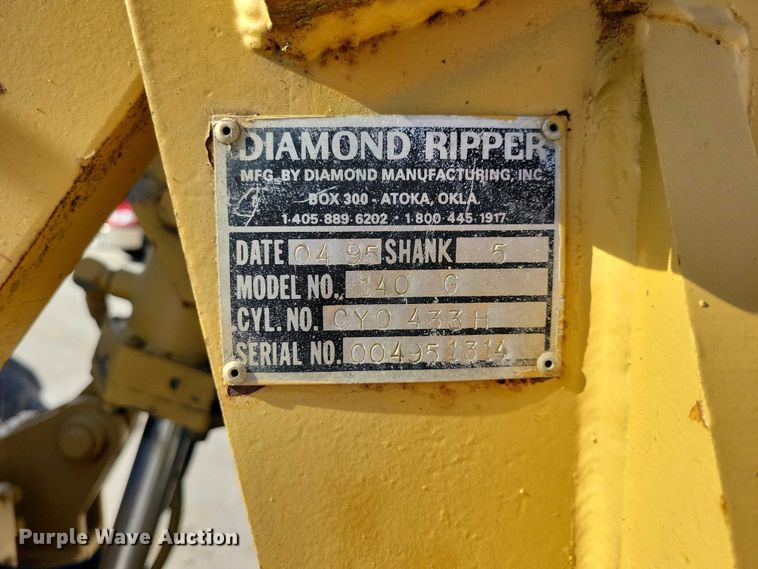 DIAMOND RIPPER
MFG. BY DIAMOND MANUFACTURING, INC.
BOX 300 - ATOKA, OKLA.
1-405-889-6202 • 1-800-445-1917
DATE 04 95 SHANK 5
MODEL NO. 140 G
CYL. NO. CYO 433H
SERIAL NO. 004951314
Purple Wave Auction